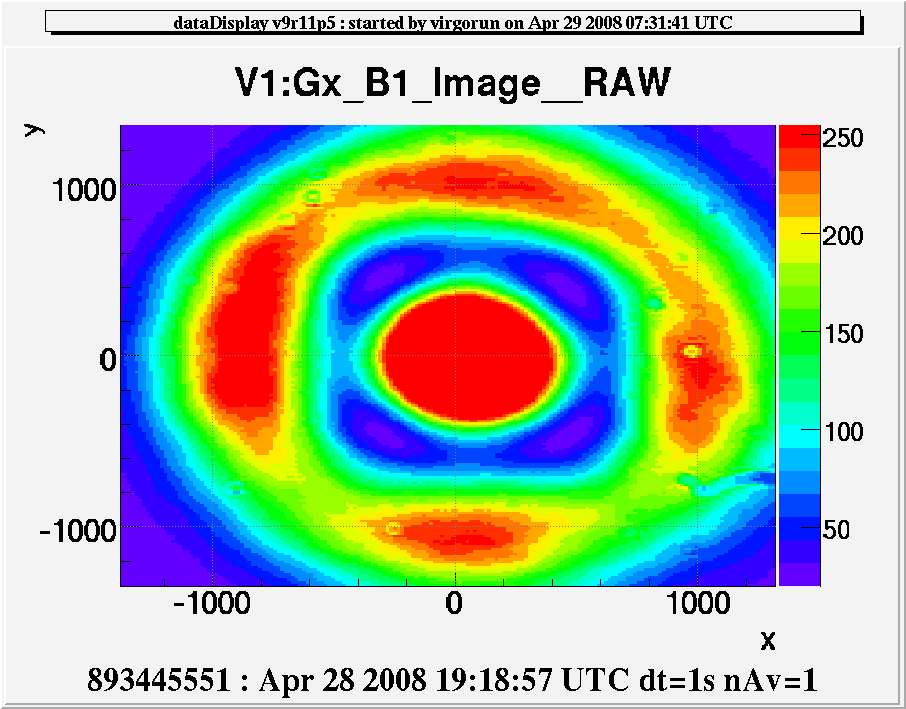 dataDisplay v9r11p5 : started by virgorun on Apr 29 2008 07:31:41 UTC
V1:Gx_B1_Image__RAW
y
250
1000
200
150
0
100
-1000
50
-1000 0 1000
x
893445551 : Apr 28 2008 19:18:57 UTC dt=1s nAv=1